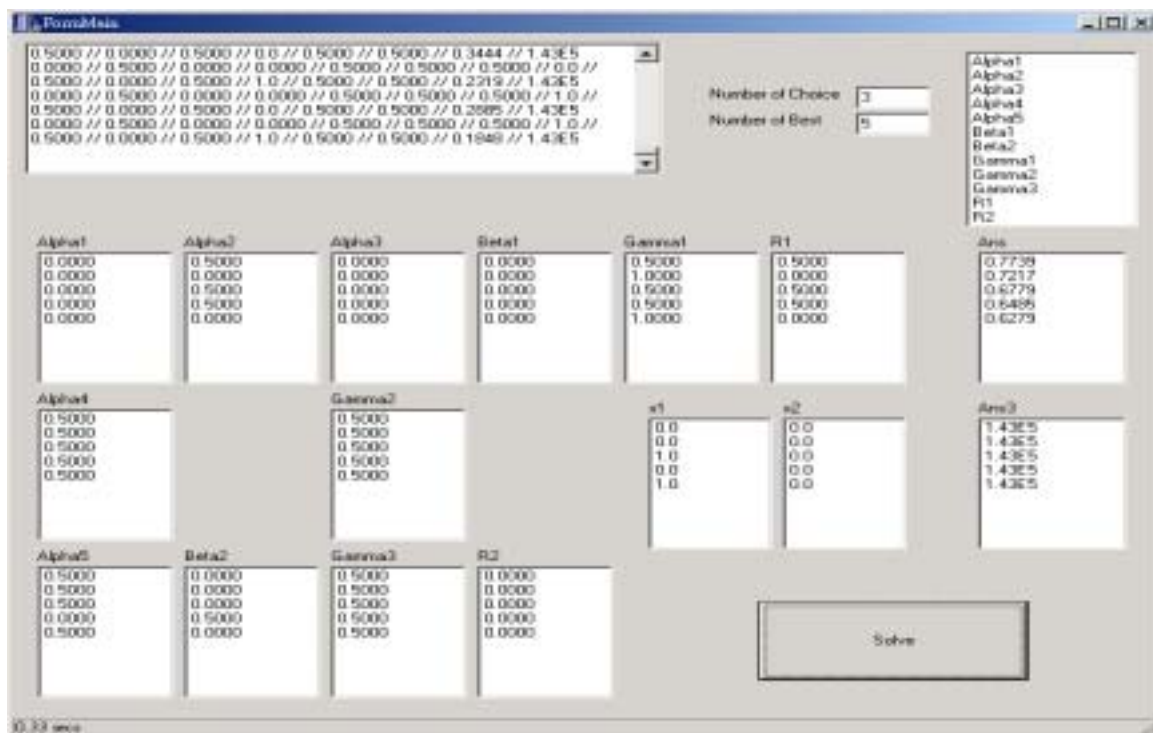 FormMain
0.5000 // 0.0000 // 0.5000 // 0.0 // 0.5000 // 0.5000 // 0.3444 // 1.43E5
0.0000 // 0.5000 // 0.0000 // 0.0000 // 0.5000 // 0.5000 // 0.5000 // 0.0 //
0.5000 // 0.0000 // 0.5000 // 1.0 // 0.5000 // 0.5000 // 0.2319 // 1.43E5
0.0000 // 0.5000 // 0.0000 // 0.0000 // 0.5000 // 0.5000 // 0.5000 // 1.0 //
0.5000 // 0.0000 // 0.5000 // 0.0 // 0.5000 // 0.5000 // 0.2885 // 1.43E5
0.0000 // 0.5000 // 0.0000 // 0.0000 // 0.5000 // 0.5000 // 0.5000 // 1.0 //
0.5000 // 0.0000 // 0.5000 // 1.0 // 0.5000 // 0.5000 // 0.1848 // 1.43E5
Number of Choice 3
Number of Best 5
Alpha1
Alpha2
Alpha3
Alpha4
Alpha5
Beta1
Beta2
Gamma1
Gamma2
Gamma3
R1
R2
Alpha1 Alpha2 Alpha3 Beta1 Gamma1 R1 Ans
0.0000 0.5000 0.0000 0.0000 0.5000 0.5000 0.7739
0.0000 0.0000 0.0000 0.0000 1.0000 0.0000 0.7217
0.0000 0.5000 0.0000 0.0000 0.5000 0.5000 0.6779
0.0000 0.5000 0.0000 0.0000 0.5000 0.5000 0.6485
0.0000 0.0000 0.0000 0.0000 1.0000 0.0000 0.6279
Alpha4 Gamma2 x1 x2 Ans3
0.5000 0.5000 0.0 0.0 1.43E5
0.5000 0.5000 0.0 0.0 1.43E5
0.5000 0.5000 1.0 0.0 1.43E5
0.5000 0.5000 0.0 0.0 1.43E5
0.5000 0.5000 1.0 0.0 1.43E5
Alpha5 Beta2 Gamma3 R2
0.5000 0.0000 0.5000 0.0000
0.5000 0.0000 0.5000 0.0000
0.5000 0.0000 0.5000 0.0000
0.0000 0.5000 0.5000 0.0000
0.5000 0.0000 0.5000 0.0000
Solve
0.33 secs